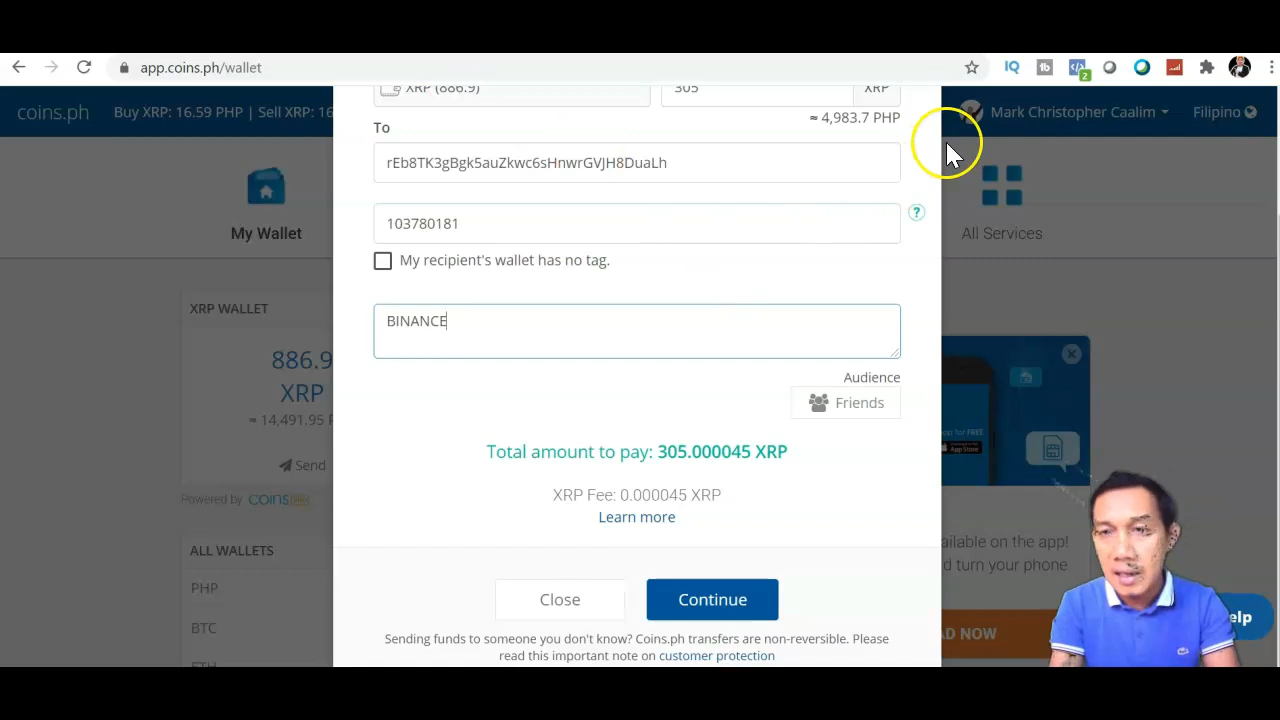 app.coins.ph/wallet
IQ
tb
2
coins.ph
Buy XRP: 16.59 PHP | Sell XRP: 16
XRP (886.9)
305
XRP
Mark Christopher Caalim
Filipino
≈ 4,983.7 PHP
To
rEb8TK3gBgk5auZkwc6sHnwrGVJH8DuaLh
103780181
?
My recipient's wallet has no tag.
My Wallet
All Services
XRP WALLET
BINANCE
886.9
XRP
≈ 14,491.95
Audience
Friends
Send
Powered by COINS
Total amount to pay: 305.000045 XRP
XRP Fee: 0.000045 XRP
Learn more
ALL WALLETS
PHP
BTC
ailable on the app!
d turn your phone
Close
Continue
AD NOW
elp
Sending funds to someone you don't know? Coins.ph transfers are non-reversible. Please
read this important note on customer protection